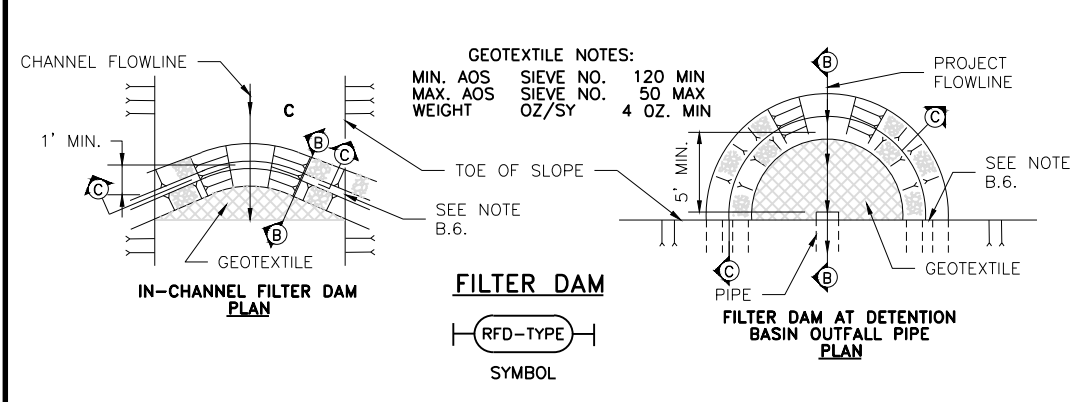 GEOTEXTILE NOTES:
MIN. AOS SIEVE NO. 120 MIN
MAX. AOS SIEVE NO. 50 MAX
WEIGHT OZ/SY 4 OZ. MIN
CHANNEL FLOWLINE
C
1' MIN.
B
C
C
TOE OF SLOPE
SEE NOTE
B.6.
B
GEOTEXTILE
IN-CHANNEL FILTER DAM
PLAN
FILTER DAM
RFD-TYPE
SYMBOL
B
PROJECT
FLOWLINE
C
5' MIN.
SEE NOTE
B.6.
C
B
GEOTEXTILE
PIPE
FILTER DAM AT DETENTION
BASIN OUTFALL PIPE
PLAN